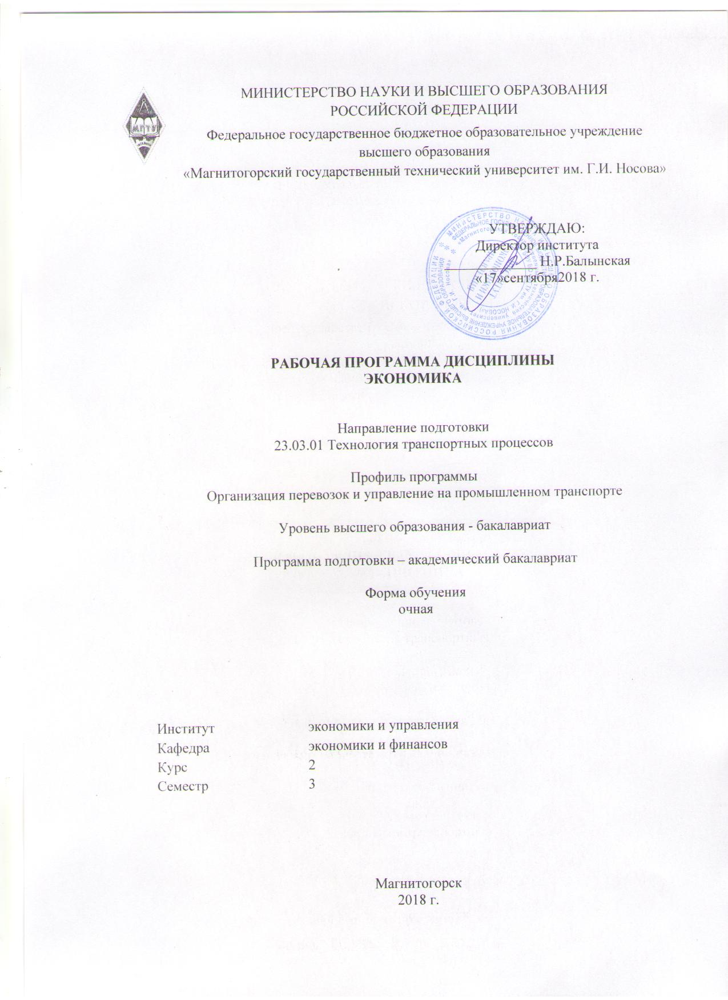 МИНИСТЕРСТВО НАУКИ И ВЫСШЕГО ОБРАЗОВАНИЯ
РОССИЙСКОЙ ФЕДЕРАЦИИ
Федеральное государственное бюджетное образовательное учреждение
высшего образования
«Магнитогорский государственный технический университет им. Г.И. Носова»
МГТУ
УТВЕРЖДАЮ:
Директор института
Н.Р.Балынская
«17»сентября2018 г.
РАБОЧАЯ ПРОГРАММА ДИСЦИПЛИНЫ
ЭКОНОМИКА
Направление подготовки
23.03.01 Технология транспортных процессов
Профиль программы
Организация перевозок и управление на промышленном транспорте
Уровень высшего образования - бакалавриат
Программа подготовки – академический бакалавриат
Форма обучения
очная
Институт экономики и управления
Кафедра экономики и финансов
Курс 2
Семестр 3
Магнитогорск
2018 г.